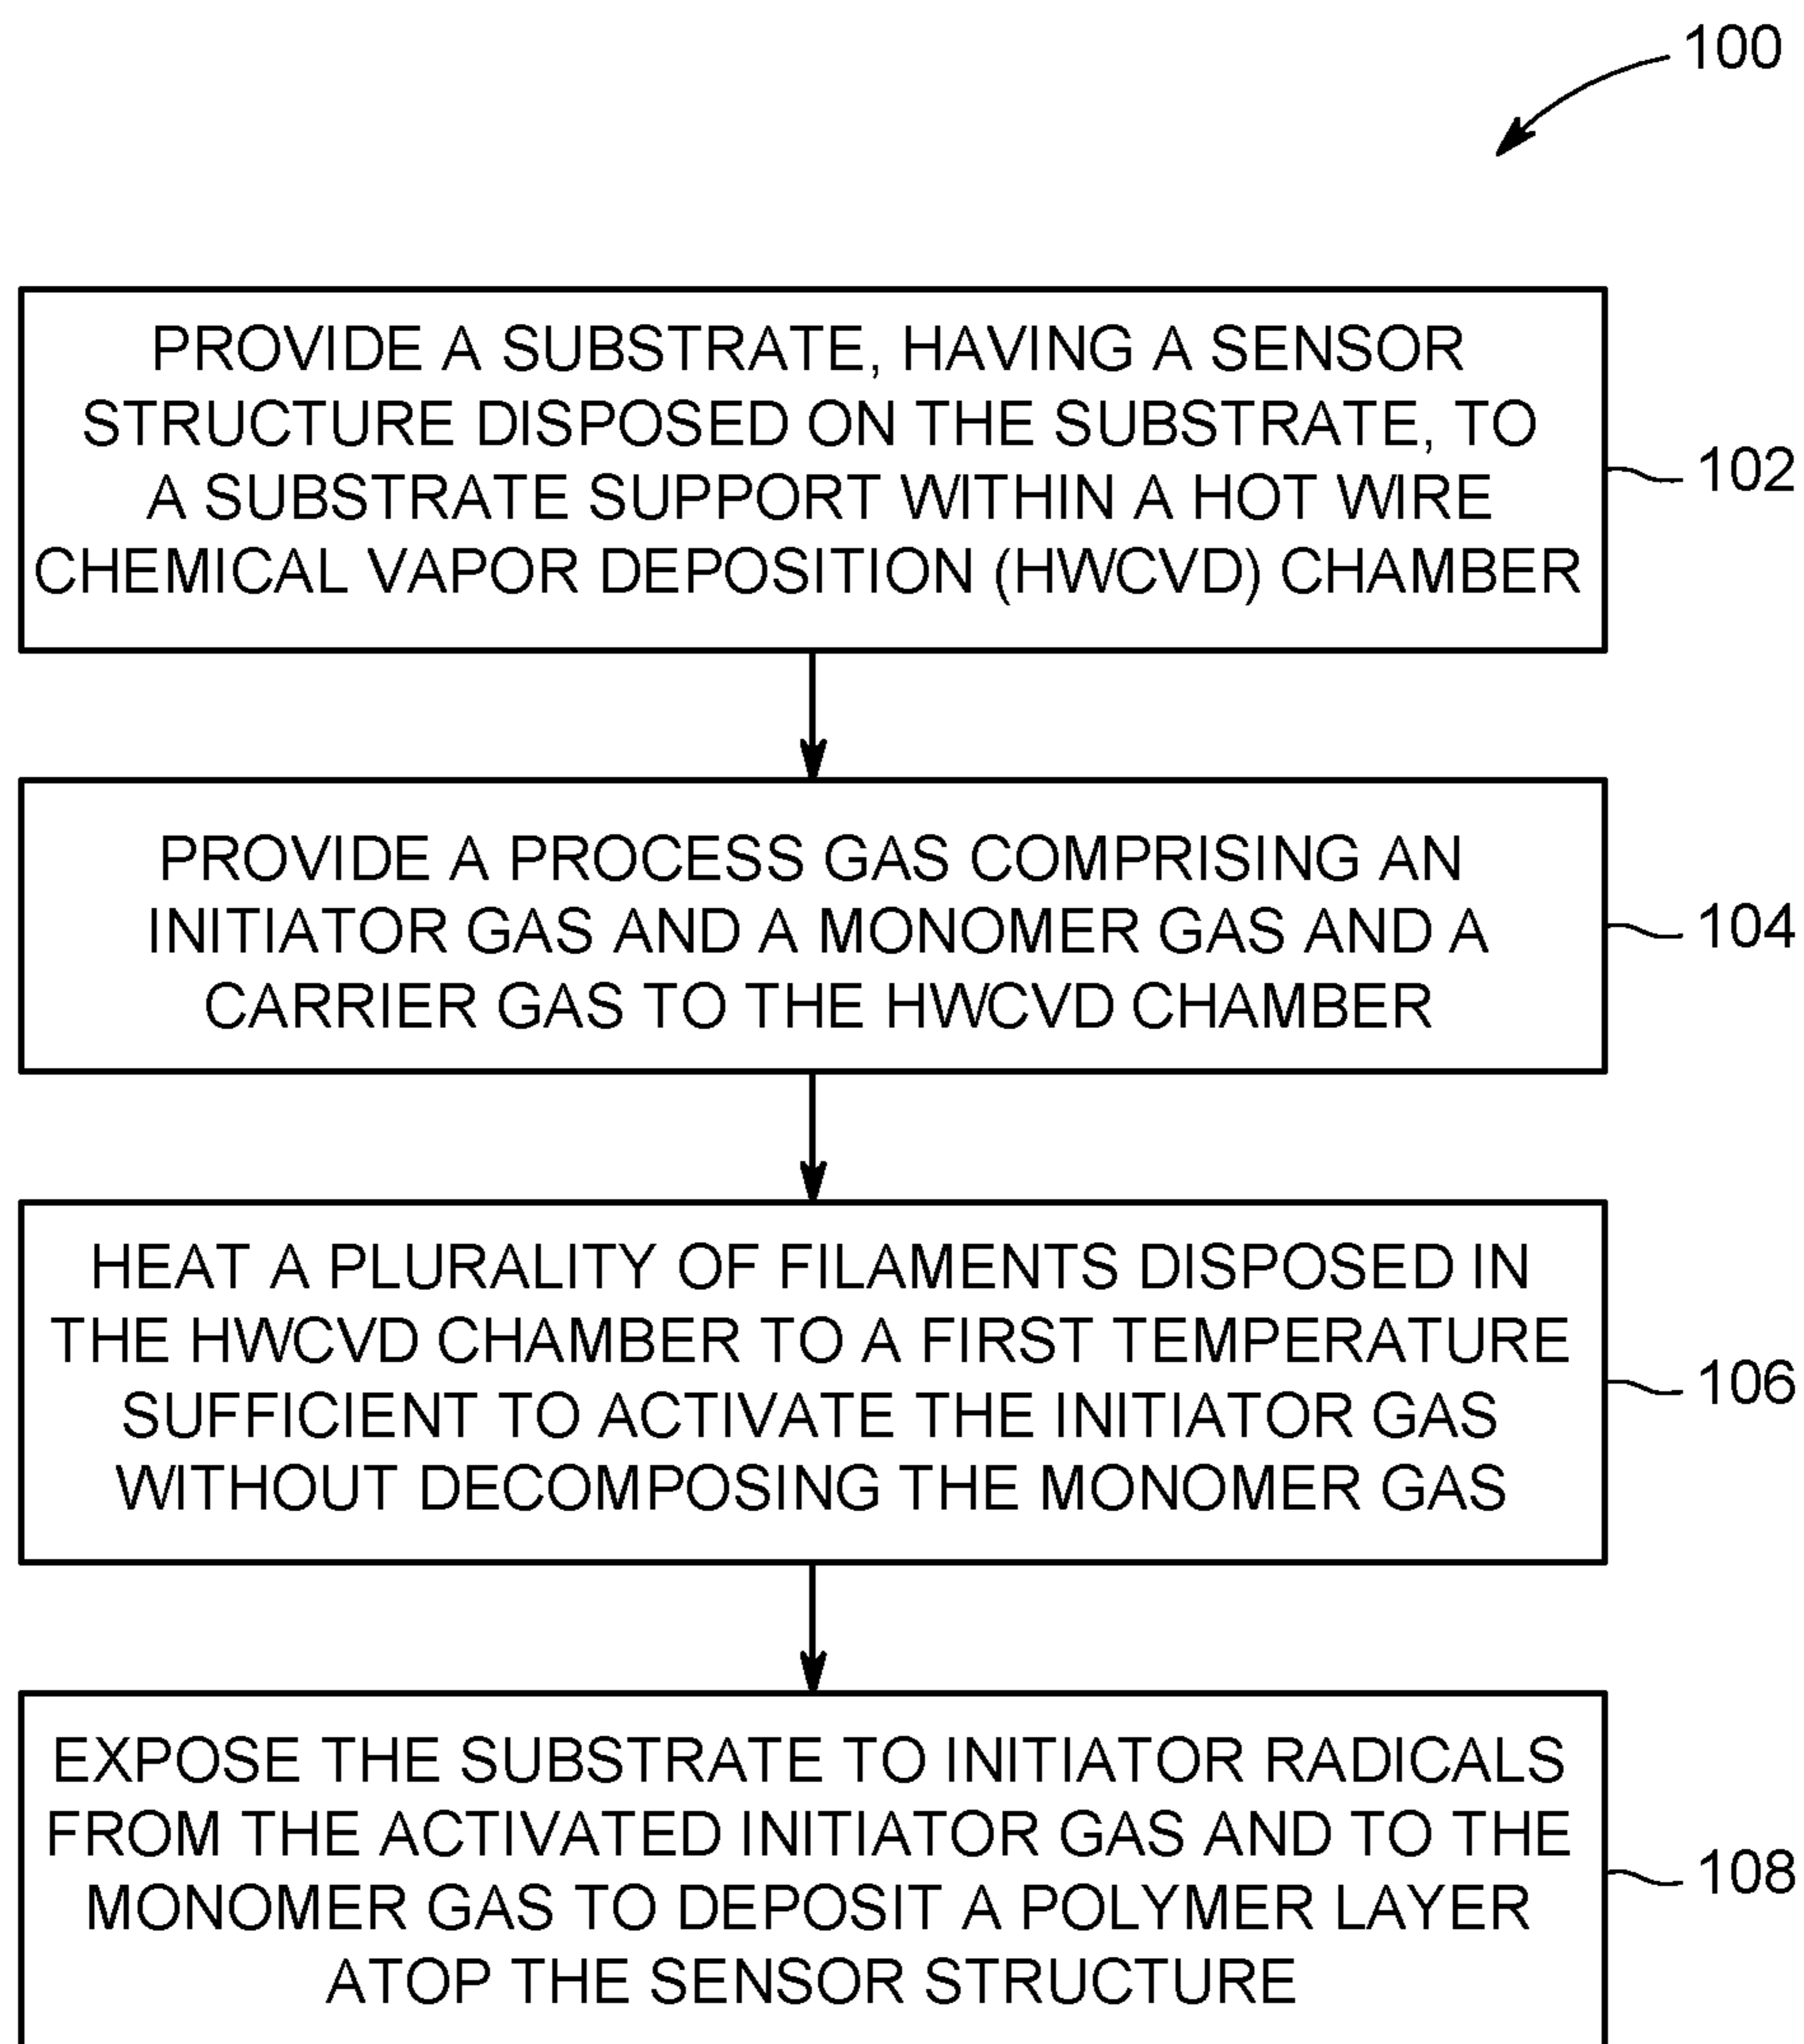 100
PROVIDE A SUBSTRATE, HAVING A SENSOR
STRUCTURE DISPOSED ON THE SUBSTRATE, TO
A SUBSTRATE SUPPORT WITHIN A HOT WIRE
CHEMICAL VAPOR DEPOSITION (HWCVD) CHAMBER
102
PROVIDE A PROCESS GAS COMPRISING AN
INITIATOR GAS AND A MONOMER GAS AND A
CARRIER GAS TO THE HWCVD CHAMBER
104
HEAT A PLURALITY OF FILAMENTS DISPOSED IN
THE HWCVD CHAMBER TO A FIRST TEMPERATURE
SUFFICIENT TO ACTIVATE THE INITIATOR GAS
WITHOUT DECOMPOSING THE MONOMER GAS
106
EXPOSE THE SUBSTRATE TO INITIATOR RADICALS
FROM THE ACTIVATED INITIATOR GAS AND TO THE
MONOMER GAS TO DEPOSIT A POLYMER LAYER
ATOP THE SENSOR STRUCTURE
108